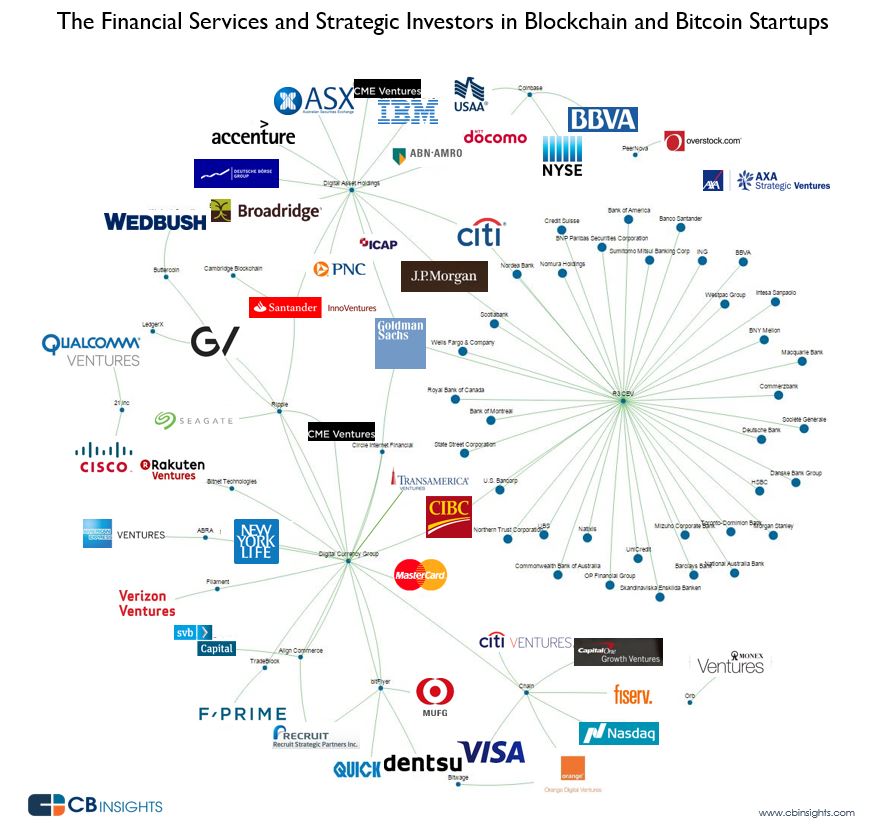 The Financial Services and Strategic Investors in Blockchain and Bitcoin Startups
ASX
Australian Securities Exchange
CME Ventures
IBM
USAA®
Coinbase
BBVA
accenture
NTT
docomo
ABN·AMRO
NYSE
PeerNova
overstock.com
DEUTSCHE BÖRSE
GROUP
Digital Asset Holdings
AXA
AXA
Strategic Ventures
WEDBUSH
Broadridge
ICAP
citi
Credit Suisse
Bank of America
Banco Santander
BNP Paribas Securities Corporation
Sumitomo Mitsui Banking Corp
ING
BBVA
Buttercoin
Cambridge Blockchain
PNC
J.P.Morgan
Nordea Bank
Nomura Holdings
Santander
InnoVentures
Westpac Group
Intesa Sanpaolo
LedgerX
Goldman
Sachs
Scotiabank
BNY Mellon
QUALCOMM
VENTURES
G/
Wells Fargo & Company
Macquarie Bank
21 Inc
Ripple
Royal Bank of Canada
R3 CEV
Commerzbank
SEAGATE
Bank of Montreal
Société Générale
CME Ventures
Circle Internet Financial
State Street Corporation
Deutsche Bank
CISCO
Rakuten
Ventures
Bitnet Technologies
TRANSAMERICA
VENTURES
U.S. Bancorp
Danske Bank Group
HSBC
AMERICAN
EXPRESS
VENTURES
ABRA
NEW
YORK
LIFE
CIBC
Northern Trust Corporation
UBS
Natixis
Mizuho Corporate Bank
Toronto-Dominion Bank
Morgan Stanley
Digital Currency Group
UniCredit
MasterCard
Commonwealth Bank of Australia
OP Financial Group
Barclays Bank
National Australia Bank
Skandinaviska Enskilda Banken
Filament
Verizon
Ventures
svb
Capital
TradeBlock
Align Commerce
citi VENTURES
Capital One
Growth Ventures
MONEX
Ventures
bitFlyer
MUFG
Chain
fiserv.
Orb
F-PRIME
RECRUIT
Recruit Strategic Partners Inc.
Nasdaq
QUICK
dentsu
VISA
Bitwage
orange
Orange Digital Ventures
CBINSIGHTS
www.cbinsights.com